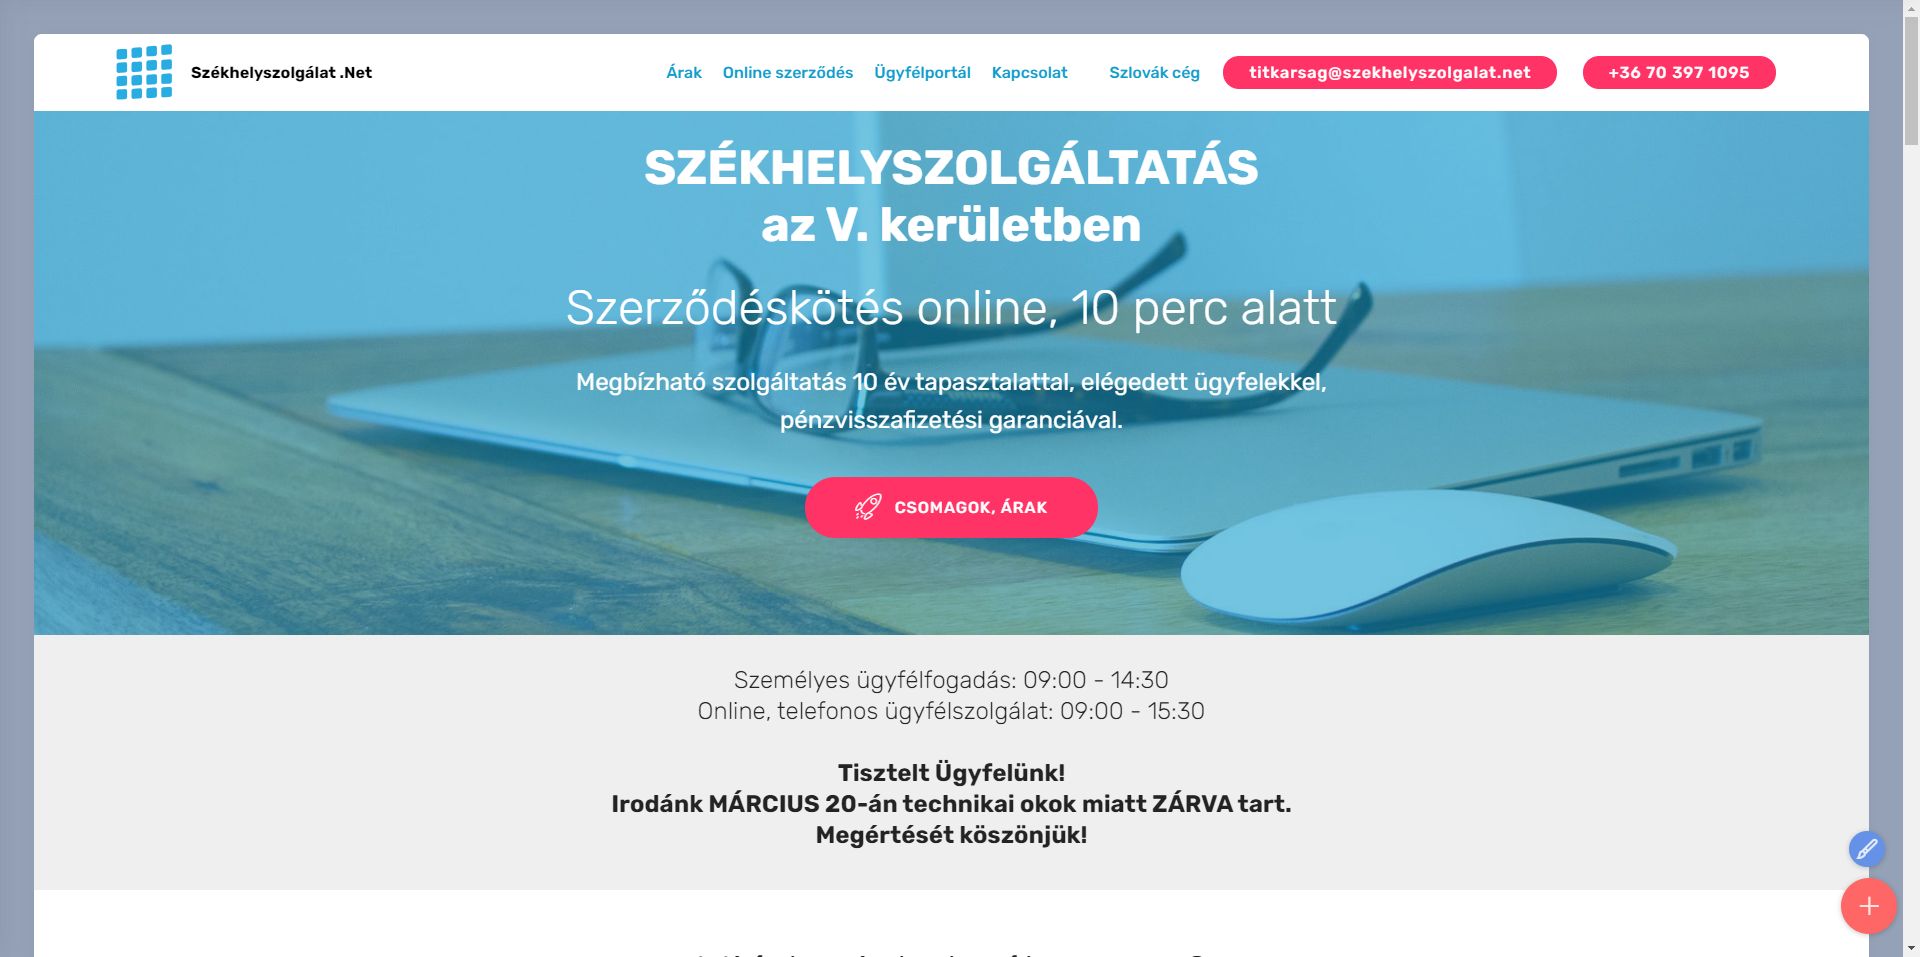 Székhelyszolgálat .Net
Árak
Online szerződés
Ügyfélportál
Kapcsolat
Szlovák cég
titkarsag@szekhelyszolgalat.net
+36 70 397 1095
SZÉKHELYSZOLGÁLTATÁS
az V. kerületben
Szerződéskötés online, 10 perc alatt
Megbízható szolgáltatás 10 év tapasztalattal, elégedett ügyfelekkel,
pénzvisszafizetési garanciával.
CSOMAGOK, ÁRAK
Személyes ügyfélfogadás: 09:00 - 14:30
Online, telefonos ügyfélszolgálat: 09:00 - 15:30
Tisztelt Ügyfelünk!
Irodánk MÁRCIUS 20-án technikai okok miatt ZÁRVA tart.
Megértését köszönjük!